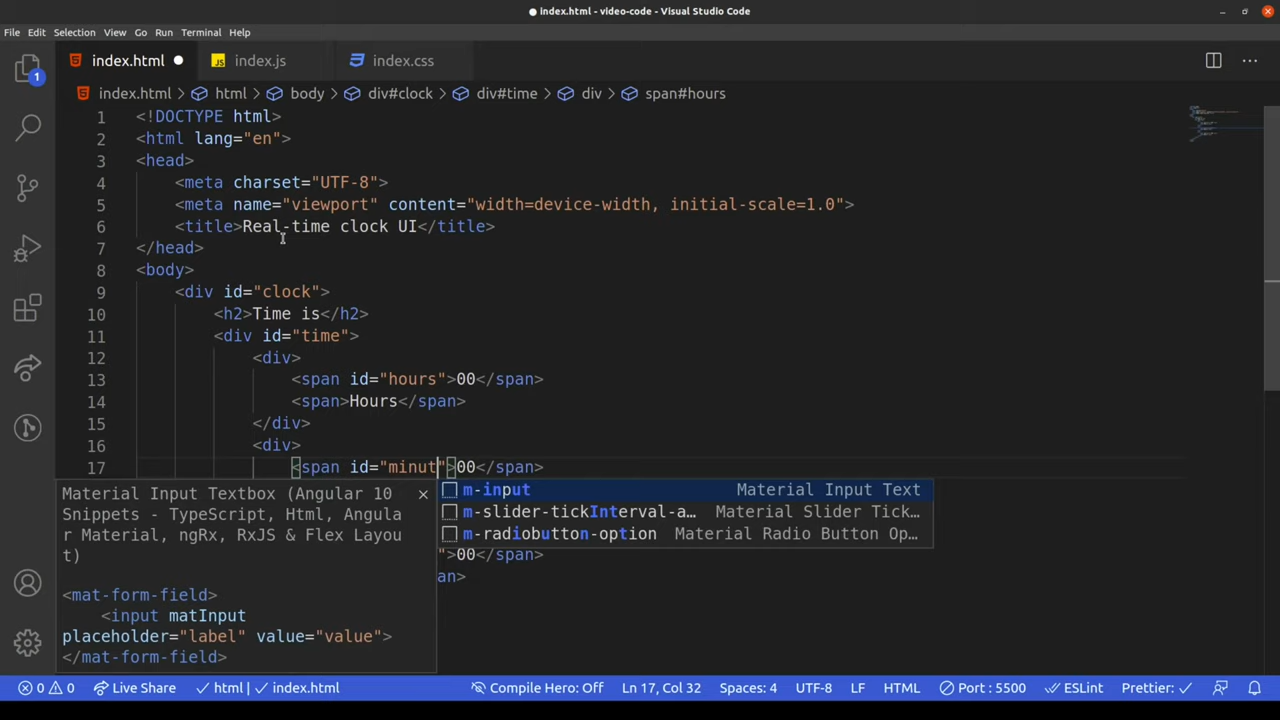 index.html - video-code - Visual Studio Code
File Edit Selection View Go Run Terminal Help
1
index.html
JS index.js
index.css
index.html > html > body > div#clock > div#time > div > span#hours
1 <!DOCTYPE html>
2 <html lang="en">
3 <head>
4 <meta charset="UTF-8">
5 <meta name="viewport" content="width=device-width, initial-scale=1.0">
6 <title>Real-time clock UI</title>
7 </head>
8 <body>
9 <div id="clock">
10 <h2>Time is</h2>
11 <div id="time">
12 <div>
13 <span id="hours">00</span>
14 <span>Hours</span>
15 </div>
16 <div>
17 <span id="minut">00</span>
m-input Material Input Text
m-slider-tickInterval-a… Material Slider Tick…
m-radiobutton-option Material Radio Button Op…
">00</span>
an>
Material Input Textbox (Angular 10
Snippets - TypeScript, Html, Angula
r Material, ngRx, RxJS & Flex Layou
t)
<mat-form-field>
<input matInput
placeholder="label" value="value">
</mat-form-field>
0 0 Live Share html | index.html Compile Hero: Off Ln 17, Col 32 Spaces: 4 UTF-8 LF HTML Port : 5500 ESLint Prettier: